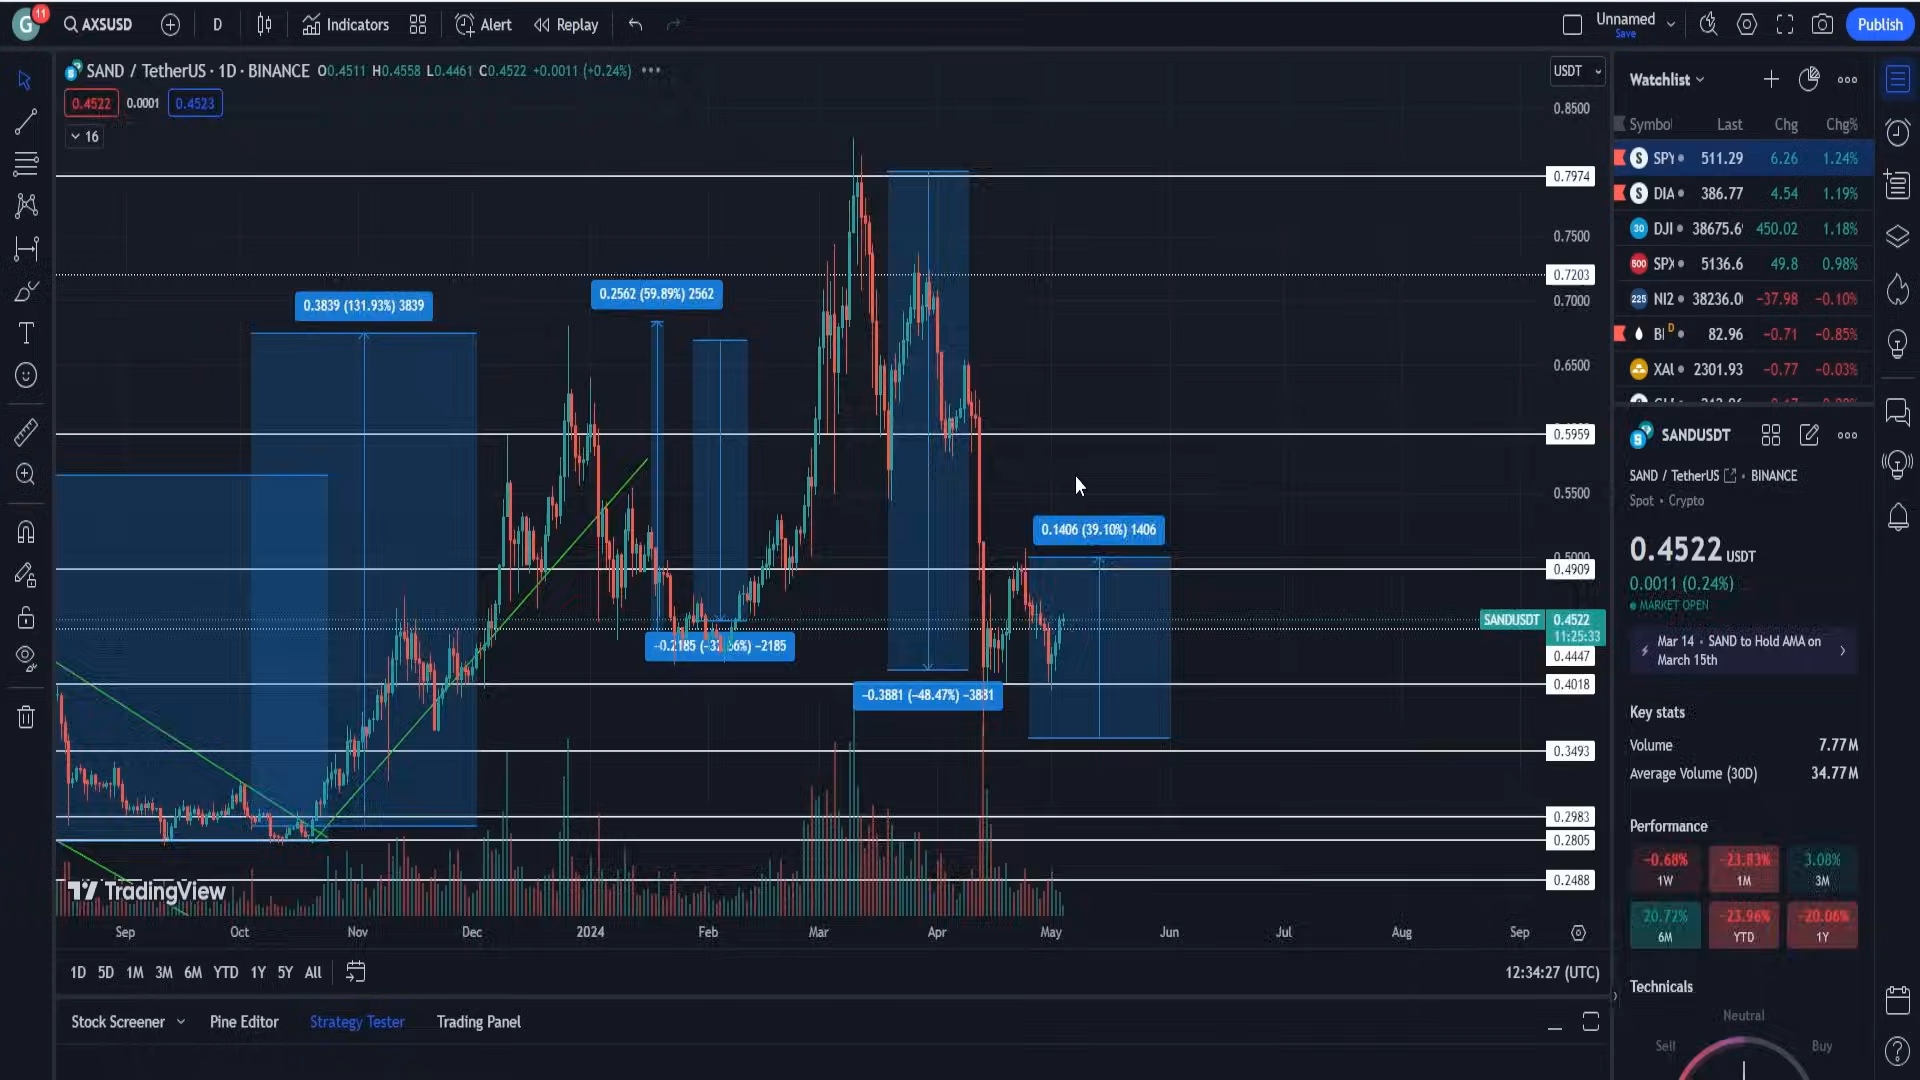 G 11 AXSUSD D Indicators Alert Replay Unnamed Save Publish
SAND / TetherUS · 1D · BINANCE O0.4511 H0.4558 L0.4461 C0.4522 +0.0011 (+0.24%)
0.4522 0.0001 0.4523
16
USDT
0.8500
0.7974
0.7500
0.7203
0.7000
0.6500
0.5959
0.5500
0.5000
0.4909
SANDUSDT 0.4522
11:25:33
0.4447
0.4018
0.3493
0.2983
0.2805
0.2488
0.3839 (131.93%) 3839
0.2562 (59.89%) 2562
−0.2185 −2185
−0.3881 (−48.47%) −3881
0.1406 (39.10%) 1406
TradingView
Sep Oct Nov Dec 2024 Feb Mar Apr May Jun Jul Aug Sep
1D 5D 1M 3M 6M YTD 1Y 5Y All 12:34:27 (UTC)
Stock Screener Pine Editor Strategy Tester Trading Panel
Watchlist
Symbol Last Chg Chg%
S SPY 511.29 6.26 1.24%
S DIA 386.77 4.54 1.19%
30 DJI 38675.6 450.02 1.18%
500 SPX 5136.6 49.8 0.98%
225 NI2 38236.0 −37.98 −0.10%
D 82.96 −0.71 −0.85%
XAU 2301.93 −0.77 −0.03%
SANDUSDT
SAND / TetherUS • BINANCE
Spot • Crypto
0.4522 USDT
0.0011 (0.24%)
MARKET OPEN
Mar 14 • SAND to Hold AMA on
March 15th
Key stats
Volume 7.77M
Average Volume (30D) 34.77M
Performance
−0.68% −23.83% 3.08%
1W 1M 3M
20.72% −23.96% −20.06%
6M YTD 1Y
Technicals
Neutral
Sell Buy